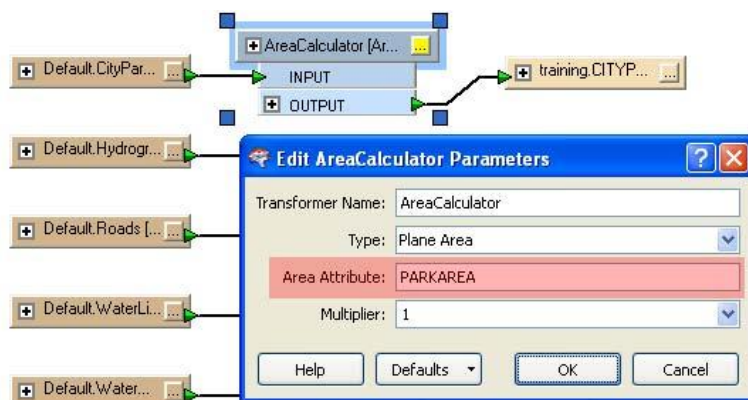 AreaCalculator [Ar... ...
Default.CityPar... ...
INPUT
training.CITYP... ...
OUTPUT
Default.Hydrogr... ...
Edit AreaCalculator Parameters
Transformer Name: AreaCalculator
Default.Roads [... ...
Type: Plane Area
Area Attribute: PARKAREA
Default.WaterLi... ...
Multiplier: 1
Help Defaults OK Cancel
Default.Water... ...